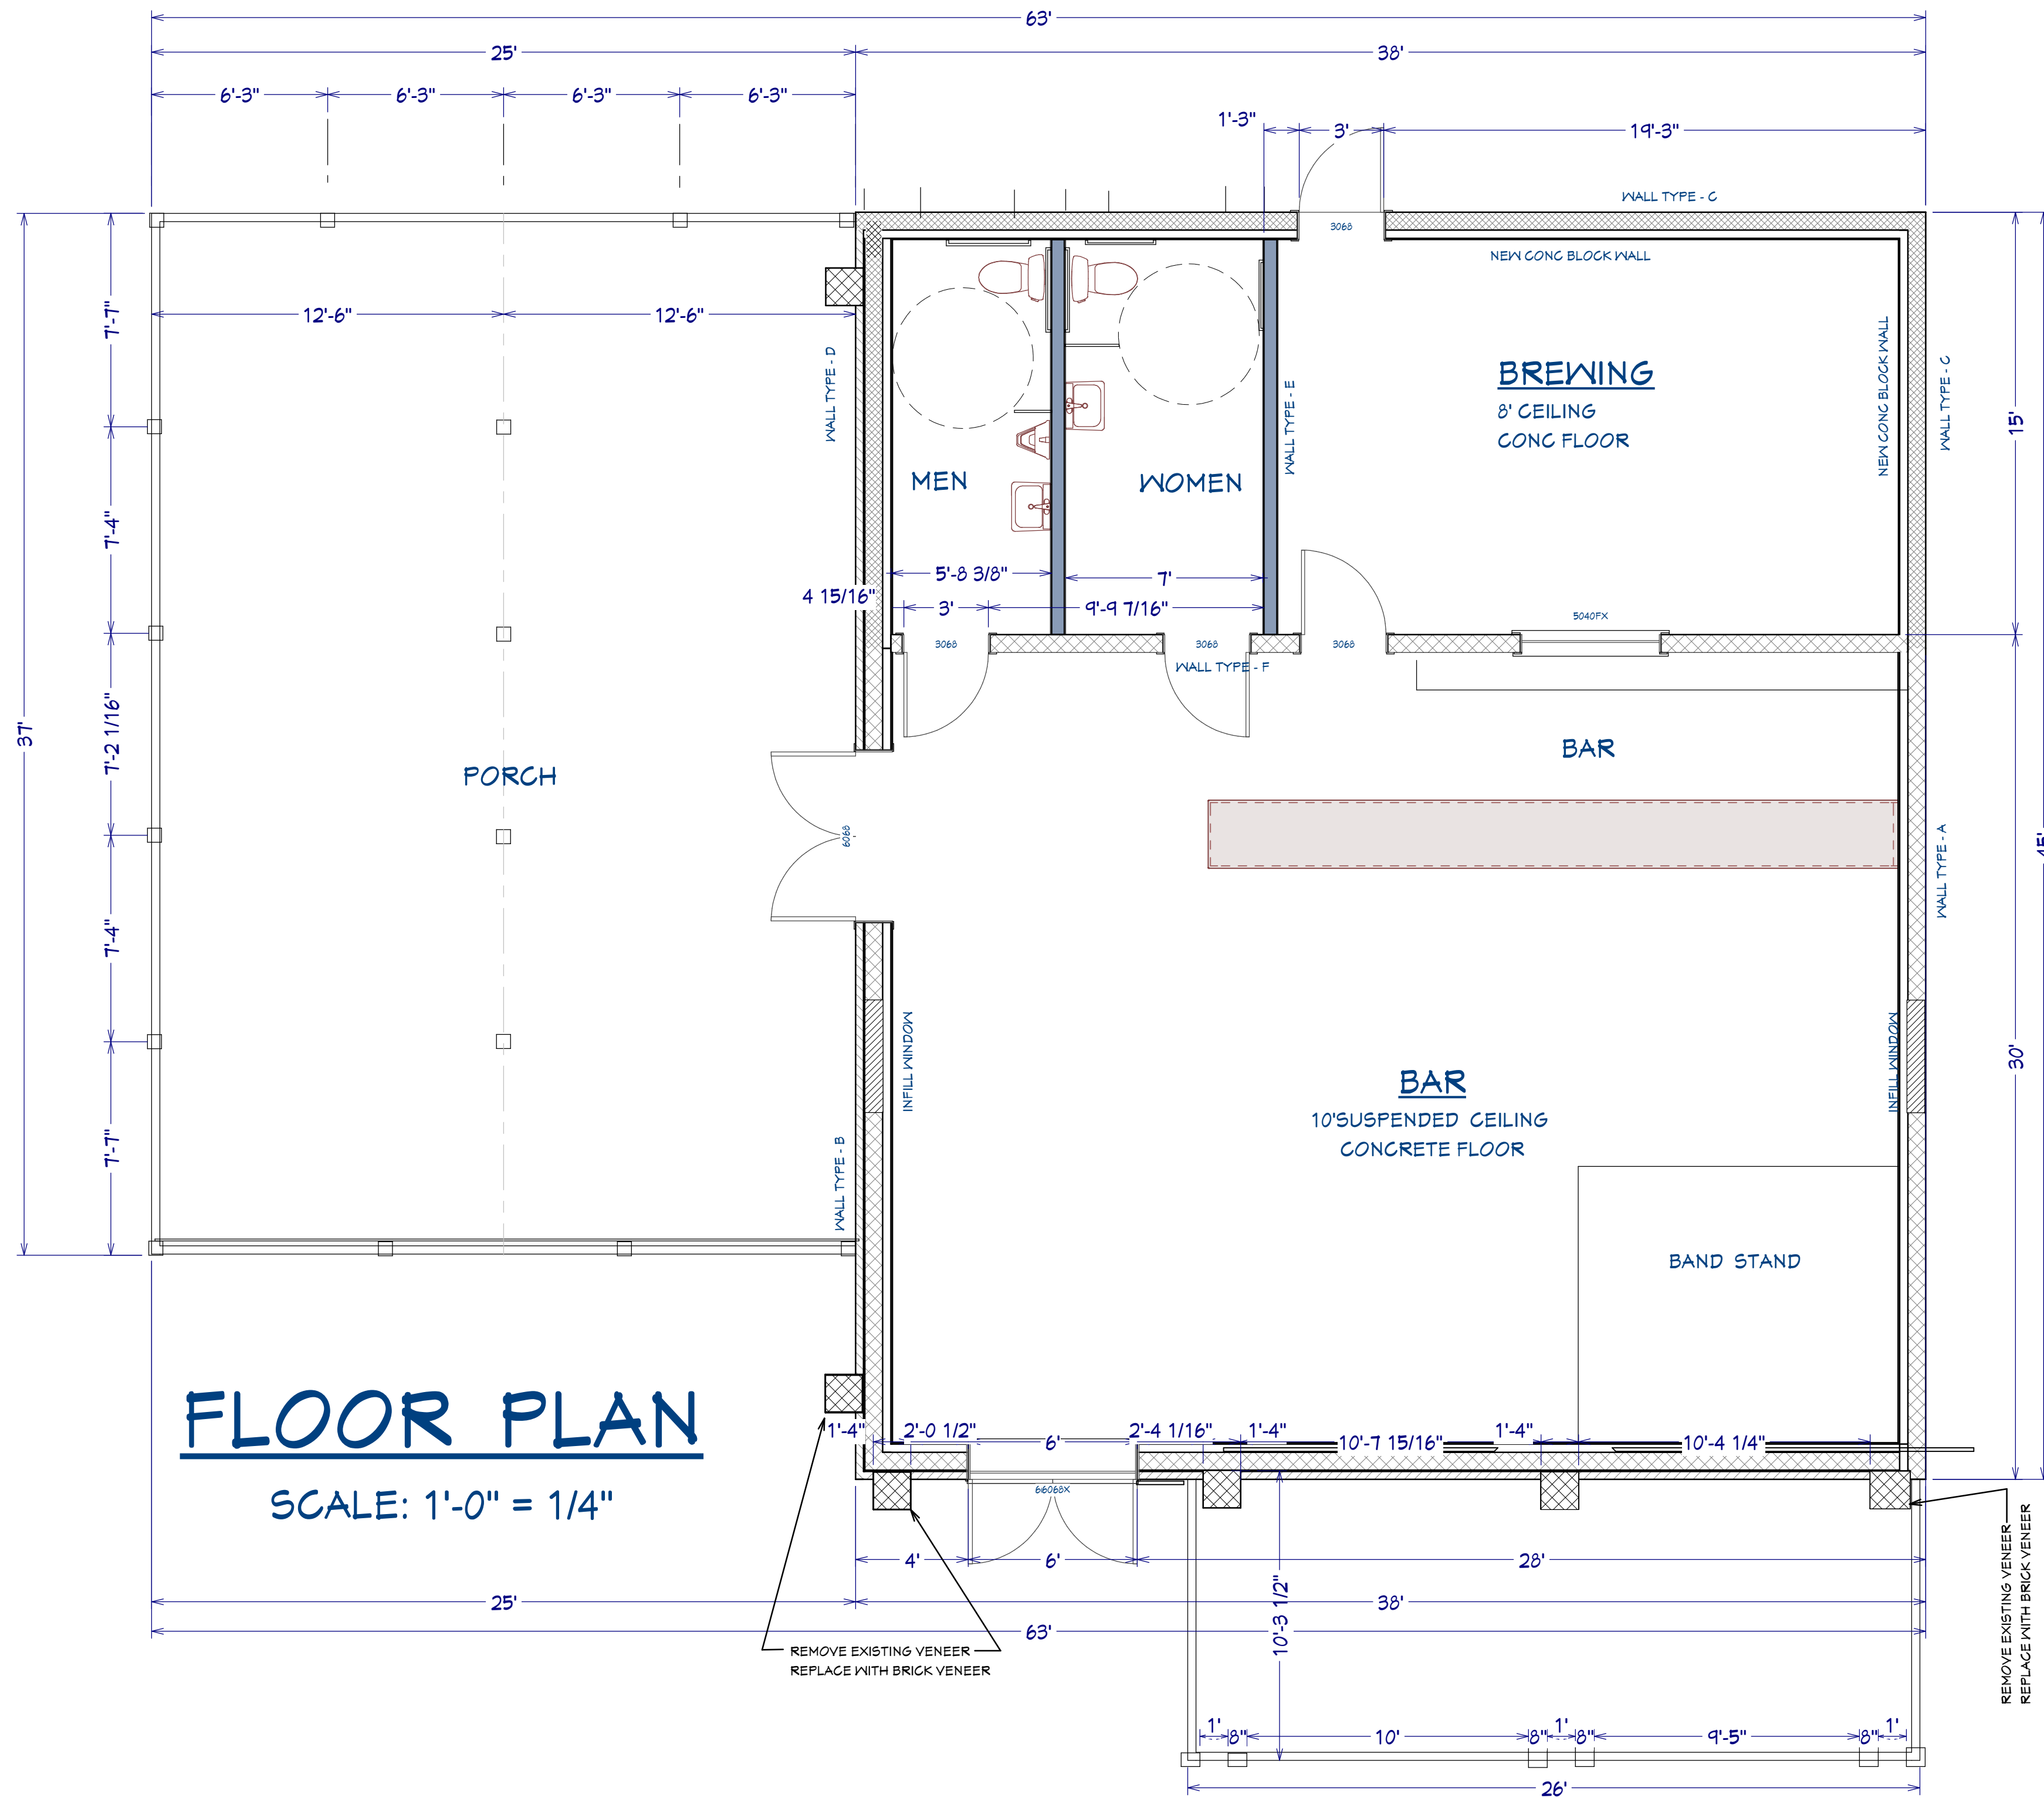 63'
25'
38'
6'-3"
6'-3"
6'-3"
6'-3"
1'-3"
3'
19'-3"
WALL TYPE - C
3068
NEW CONC BLOCK WALL
12'-6"
12'-6"
7'-7"
7'-4"
7'-2 1/16"
7'-4"
7'-7"
37'
WALL TYPE - D
WALL TYPE - E
BREWING
8' CEILING
CONC FLOOR
NEW CONC BLOCK WALL
WALL TYPE - C
15'
MEN
WOMEN
5'-8 3/8"
7'
4 15/16"
3'
9'-9 7/16"
5040FX
3068
3068
3068
WALL TYPE - F
BAR
PORCH
6068
WALL TYPE - A
45'
30'
INFILL WINDOW
INFILL WINDOW
BAR
10'SUSPENDED CEILING
CONCRETE FLOOR
WALL TYPE - B
BAND STAND
FLOOR PLAN
SCALE: 1'-0" = 1/4"
1'-4"
2'-0 1/2"
6'
2'-4 1/16"
1'-4"
10'-7 15/16"
1'-4"
10'-4 1/4"
66068X
4'
6'
28'
25'
38'
63'
10'-3 1/2"
REMOVE EXISTING VENEER
REPLACE WITH BRICK VENEER
REMOVE EXISTING VENEER
REPLACE WITH BRICK VENEER
1'
8"
10'
8"
1'
8"
9'-5"
8"
1'
26'